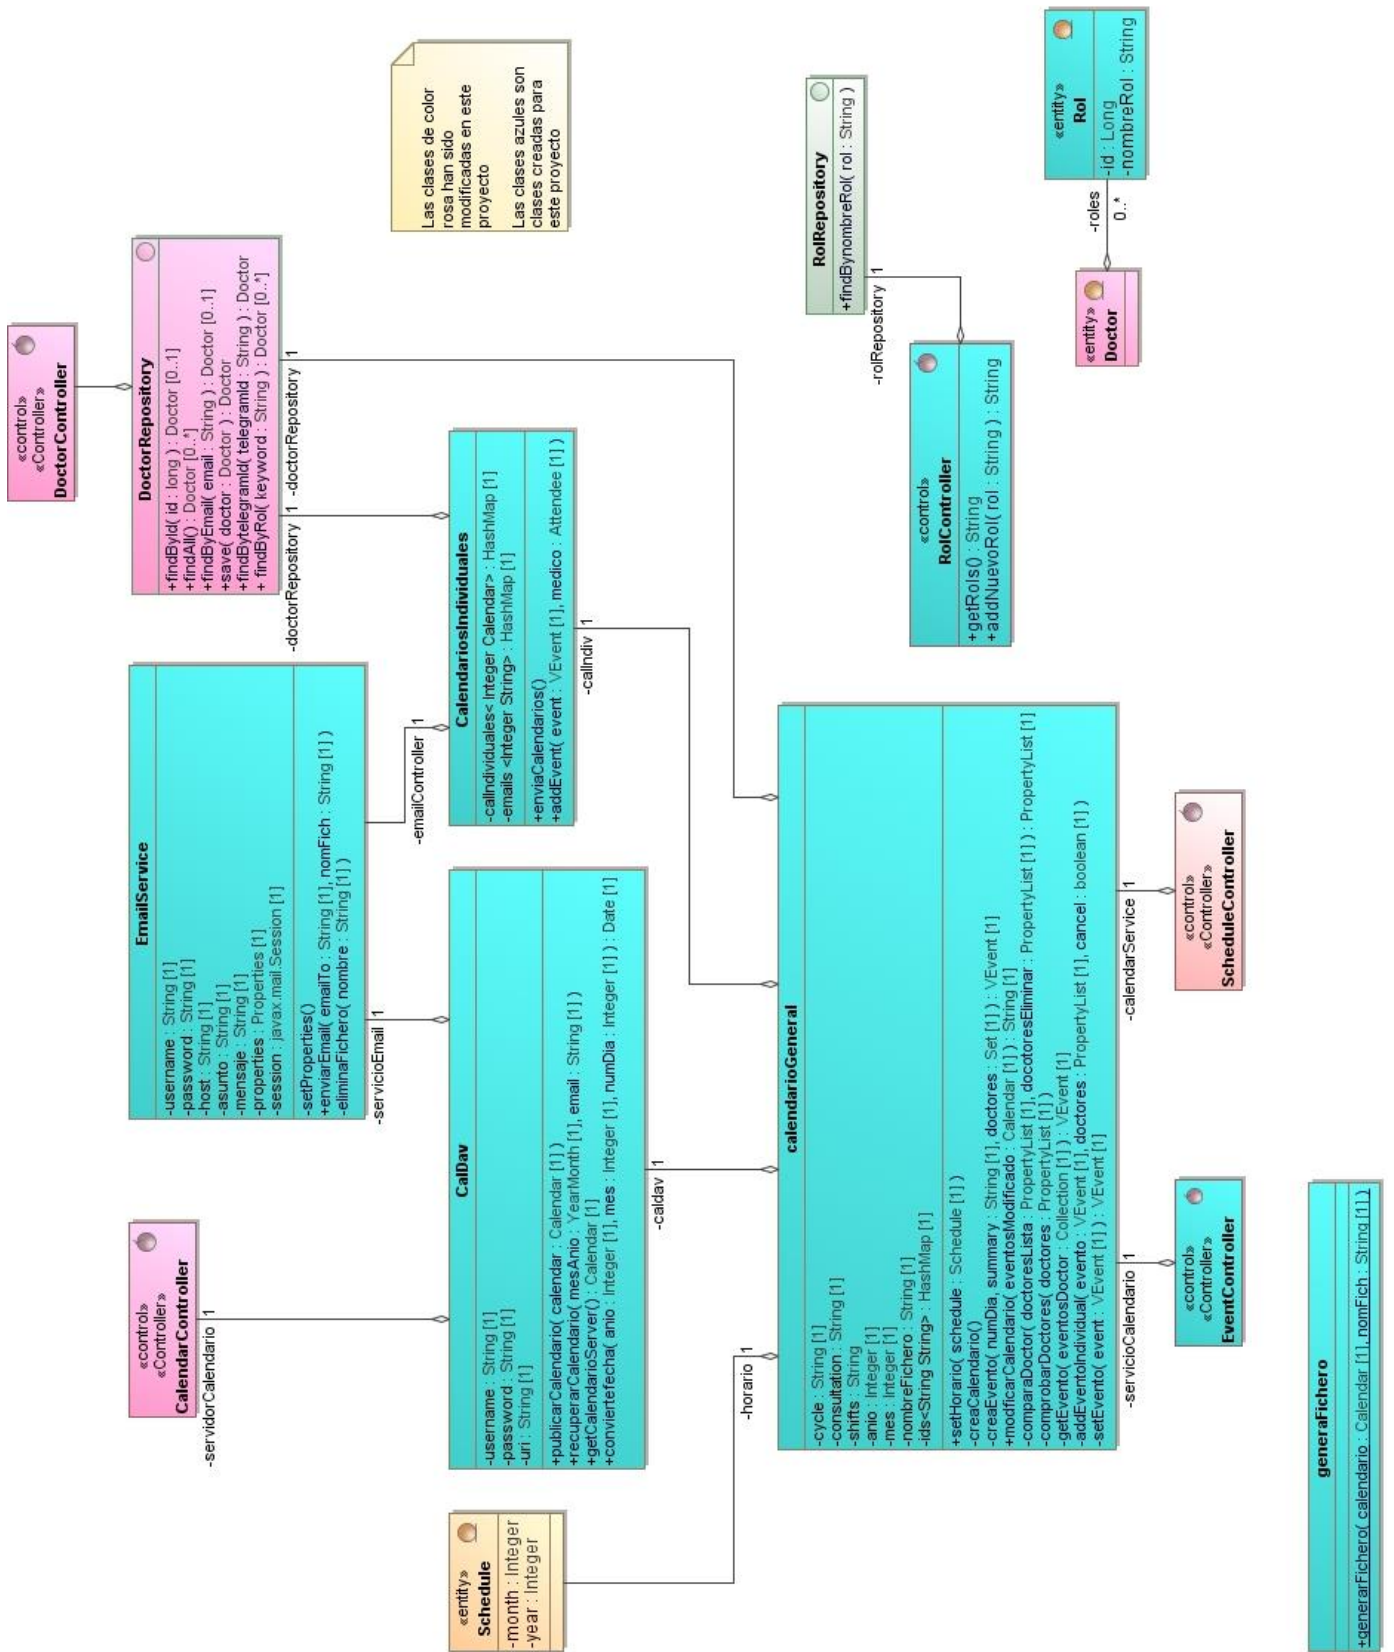 «control»
«Controller»
DoctorController
DoctorRepository
+findById( id : long ) : Doctor [0..1]
+findAll() : Doctor [0..*]
+findByEmail( email : String ) : Doctor [0..1]
+save( doctor : Doctor ) : Doctor
+findBytelegramId( telegramId : String ) : Doctor
+ findByRol( keyword : String ) : Doctor [0..*]
-doctorRepository 1
-doctorRepository 1
Las clases de color
rosa han sido
modificadas en este
proyecto
Las clases azules son
clases creadas para
este proyecto
EmailService
-username : String [1]
-password : String [1]
-host : String [1]
-asunto : String [1]
-mensaje : String [1]
-properties : Properties [1]
-session : javax.mail.Session [1]
-setProperties()
+enviarEmail( emailTo : String [1], nomFich : String [1] )
-eliminaFichero( nombre : String [1] )
-servicioEmail 1
-emailController 1
«control»
«Controller»
CalendarController
-servidorCalendario 1
CalendariosIndividuales
-calIndividuales< Integer Calendar> : HashMap [1]
-emails <Integer String> : HashMap [1]
+enviaCalendarios()
+addEvent( event : VEvent [1], medico : Attendee [1] )
-calIndiv 1
CalDav
-username : String [1]
-password : String [1]
-uri : String [1]
+publicarCalendario( calendar : Calendar [1] )
+recuperarCalendario( mesAnio : YearMonth [1], email : String [1] )
+getCalendarioServer() : Calendar [1]
+conviertefecha( anio : Integer [1], mes : Integer [1], numDia : Integer [1] ) : Date [1]
-caldav 1
«entity»
Schedule
-month : Integer
-year : Integer
-horario 1
calendarioGeneral
-cycle : String [1]
-consultation : String [1]
-shifts : String
-anio : Integer [1]
-mes : Integer [1]
-nombreFichero : String [1]
-ids<String String> : HashMap [1]
+setHorario( schedule : Schedule [1] )
-creaCalendario()
-creaEvento( numDia, summary : String [1], doctores : Set [1] ) : VEvent [1]
+modificarCalendario( eventosModificado : Calendar [1] ) : String [1]
-comparaDoctor( doctoresLista : PropertyList [1], docotoresEliminar : PropertyList [1] ) : PropertyList [1]
-comprobarDoctores( doctores : PropertyList [1] )
-getEvento( eventosDoctor : Collection [1] ) : VEvent [1]
-addEventoIndividual( evento : VEvent [1], doctores : PropertyList [1], cancel : boolean [1] )
-setEvento( event : VEvent [1] ) : VEvent [1]
-servicioCalendario 1
-calendarService 1
«control»
«Controller»
EventController
«control»
«Controller»
ScheduleController
RolRepository
+findBynombreRol( rol : String )
-rolRepository 1
«control»
RolController
+getRols() : String
+addNuevoRol( rol : String ) : String
«entity»
Rol
-id : Long
-nombreRol : String
-roles
0..*
«entity»
Doctor
generaFichero
+generarFichero( calendario : Calendar [1], nomFich : String [1] )